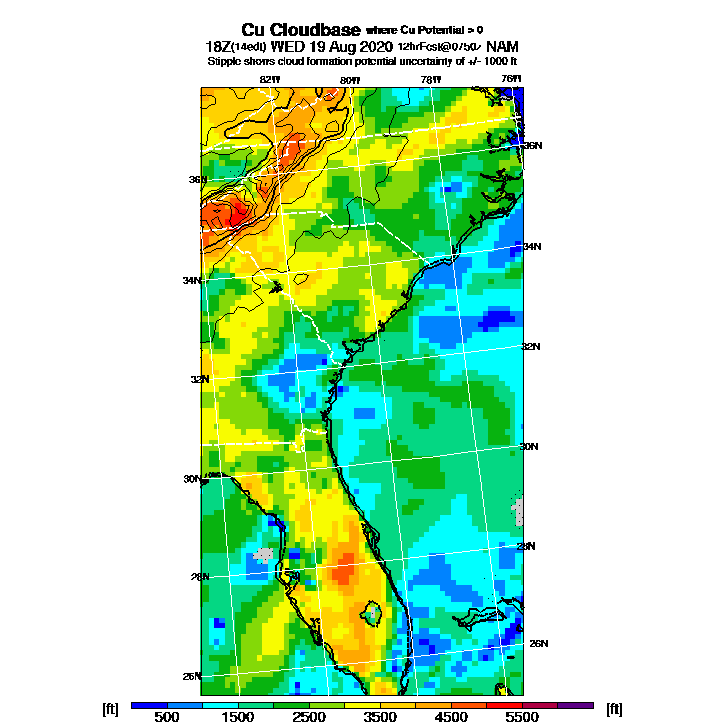 Cu Cloudbase where Cu Potential > 0
18Z(14edt) WED 19 Aug 2020 12hrFcst@0750z NAM
Stipple shows cloud formation potential uncertainty of +/- 1000 ft
82W 80W 78W 76W
36N
36N
34N
34N
32N
32N
30N
30N
28N
28N
26N
26N
[ft] 500 1500 2500 3500 4500 5500 [ft]